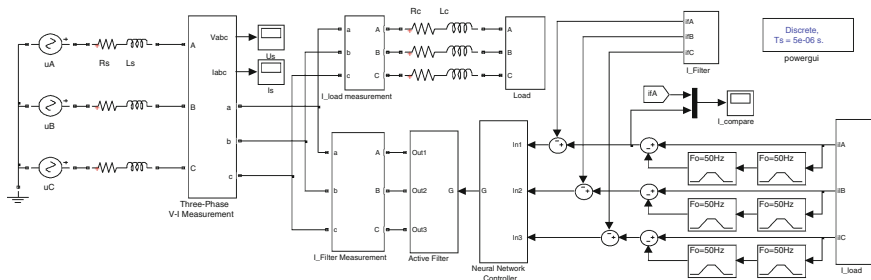 uA
Rs
Ls
uB
uC
A
B
C
Vabc
Iabc
a
b
c
Three-Phase
V-I Measurement
Us
Is
a
b
c
A
B
C
I_load measurement
Rc
Lc
A
B
C
Load
a
b
c
A
B
C
I_Filter Measurement
Out1
Out2
Out3
G
Active Filter
G
In1
In2
In3
Neural Network
Controller
ifA
ifB
ifC
I_Filter
Discrete,
Ts = 5e-06 s.
powergui
ifA
I_compare
Fo=50Hz
Fo=50Hz
Fo=50Hz
Fo=50Hz
Fo=50Hz
Fo=50Hz
ilA
ilB
ilC
I_load